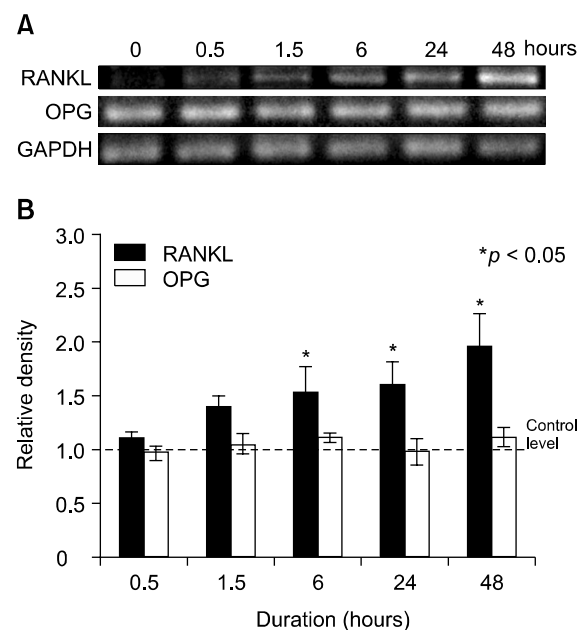 A
0 0.5 1.5 6 24 48 hours
RANKL
OPG
GAPDH
B
3.0
2.5
2.0
1.5
1.0
0.5
0
Relative density
RANKL
OPG
*p < 0.05
* * *
Control
level
0.5 1.5 6 24 48
Duration (hours)